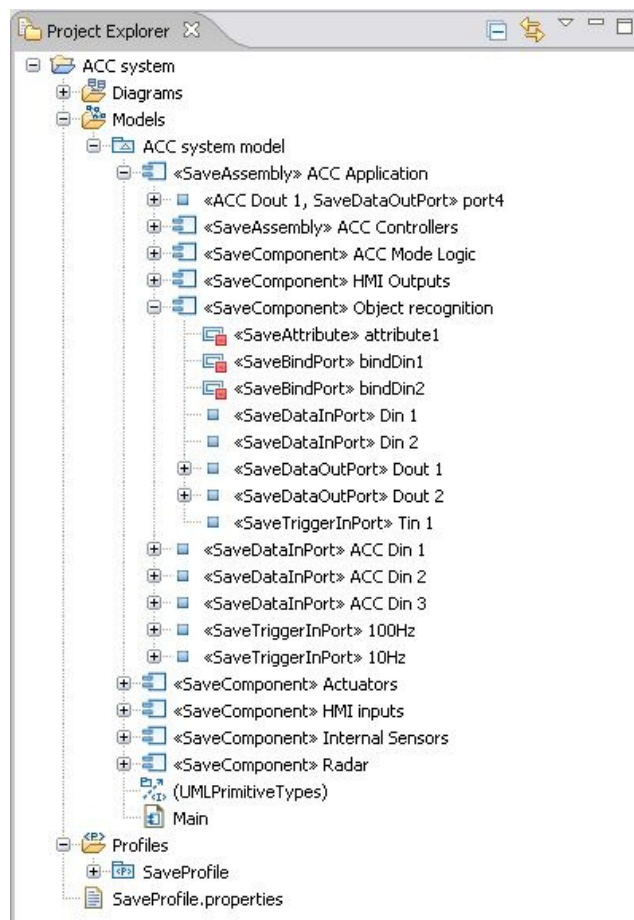 Project Explorer
ACC system
Diagrams
Models
ACC system model
«SaveAssembly» ACC Application
«ACC Dout 1, SaveDataOutPort» port4
«SaveAssembly» ACC Controllers
«SaveComponent» ACC Mode Logic
«SaveComponent» HMI Outputs
«SaveComponent» Object recognition
«SaveAttribute» attribute1
«SaveBindPort» bindDin1
«SaveBindPort» bindDin2
«SaveDataInPort» Din 1
«SaveDataInPort» Din 2
«SaveDataOutPort» Dout 1
«SaveDataOutPort» Dout 2
«SaveTriggerInPort» Tin 1
«SaveDataInPort» ACC Din 1
«SaveDataInPort» ACC Din 2
«SaveDataInPort» ACC Din 3
«SaveTriggerInPort» 100Hz
«SaveTriggerInPort» 10Hz
«SaveComponent» Actuators
«SaveComponent» HMI inputs
«SaveComponent» Internal Sensors
«SaveComponent» Radar
(UMLPrimitiveTypes)
Main
Profiles
SaveProfile
SaveProfile.properties